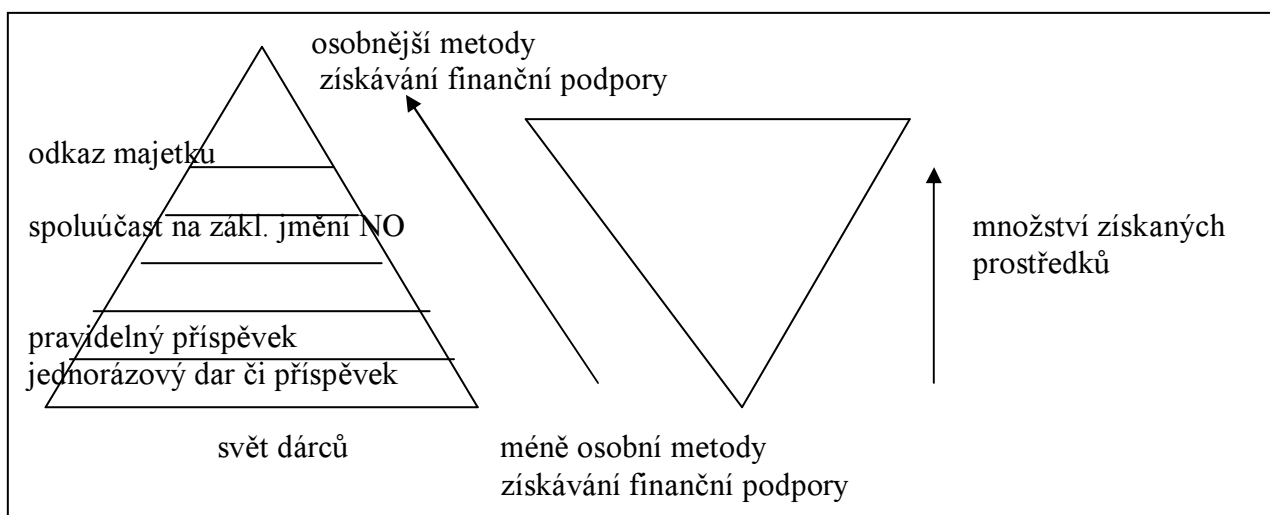 osobnější metody
získávání finanční podpory
odkaz majetku
spoluúčast na zákl. jmění NO
množství získaných
prostředků
pravidelný příspěvek
jednorázový dar či příspěvek
svět dárců
méně osobní metody
získávání finanční podpory